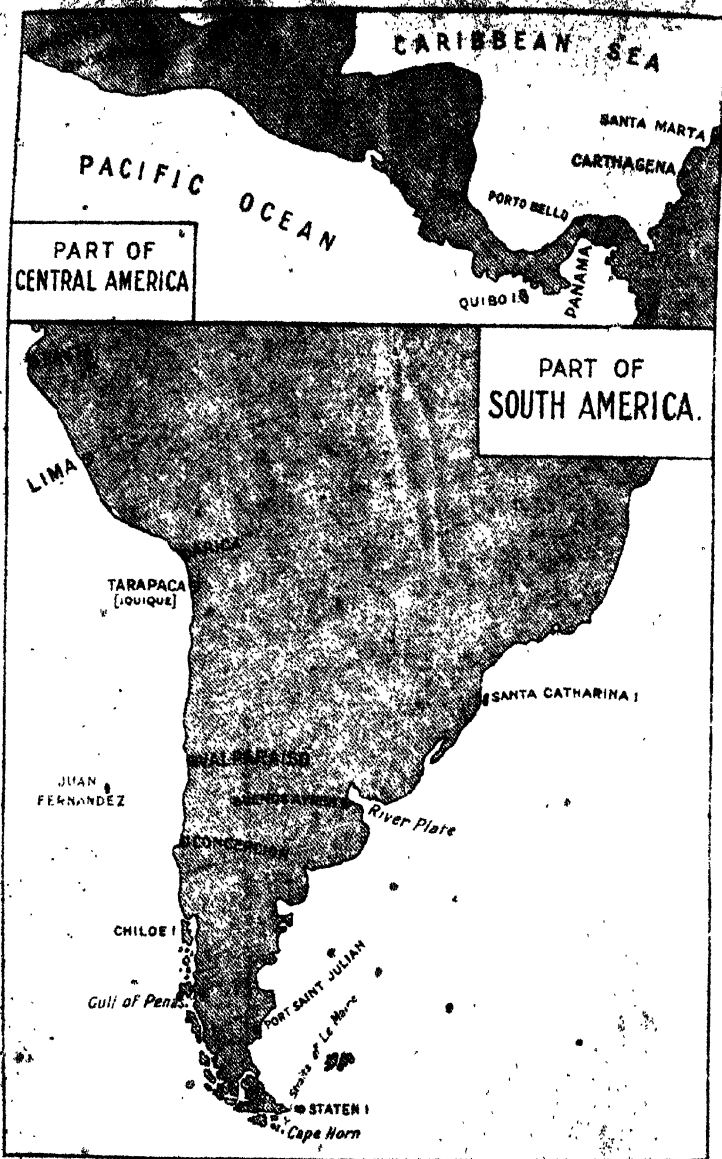 CARIBBEAN SEA
SANTA MARTA
CARTHAGENA
PACIFIC OCEAN
PORTO BELLO
PART OF
CENTRAL AMERICA
QUIBO I.
PANAMA
PART OF
SOUTH AMERICA.
LIMA
ARICA
TARAPACA
[IQUIQUE]
SANTA CATHARINA I
VALPARAISO
JUAN
FERNANDEZ
River Plate
CONCEPCION
CHILOE I
PORT SAINT JULIAN
Gulf of Penas.
Straits of Le Maire
STATEN I
Cape Horn